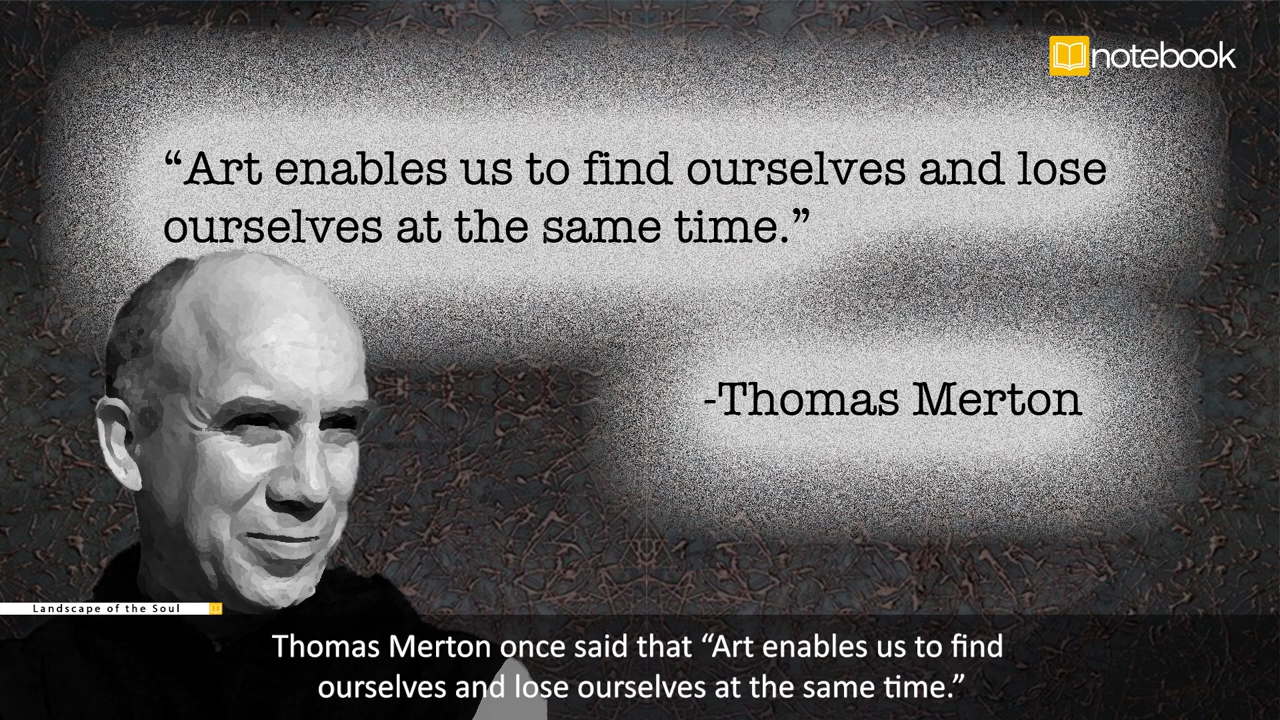 notebook
“Art enables us to find ourselves and lose
ourselves at the same time.”
-Thomas Merton
Landscape of the Soul
Thomas Merton once said that “Art enables us to find
ourselves and lose ourselves at the same time.”